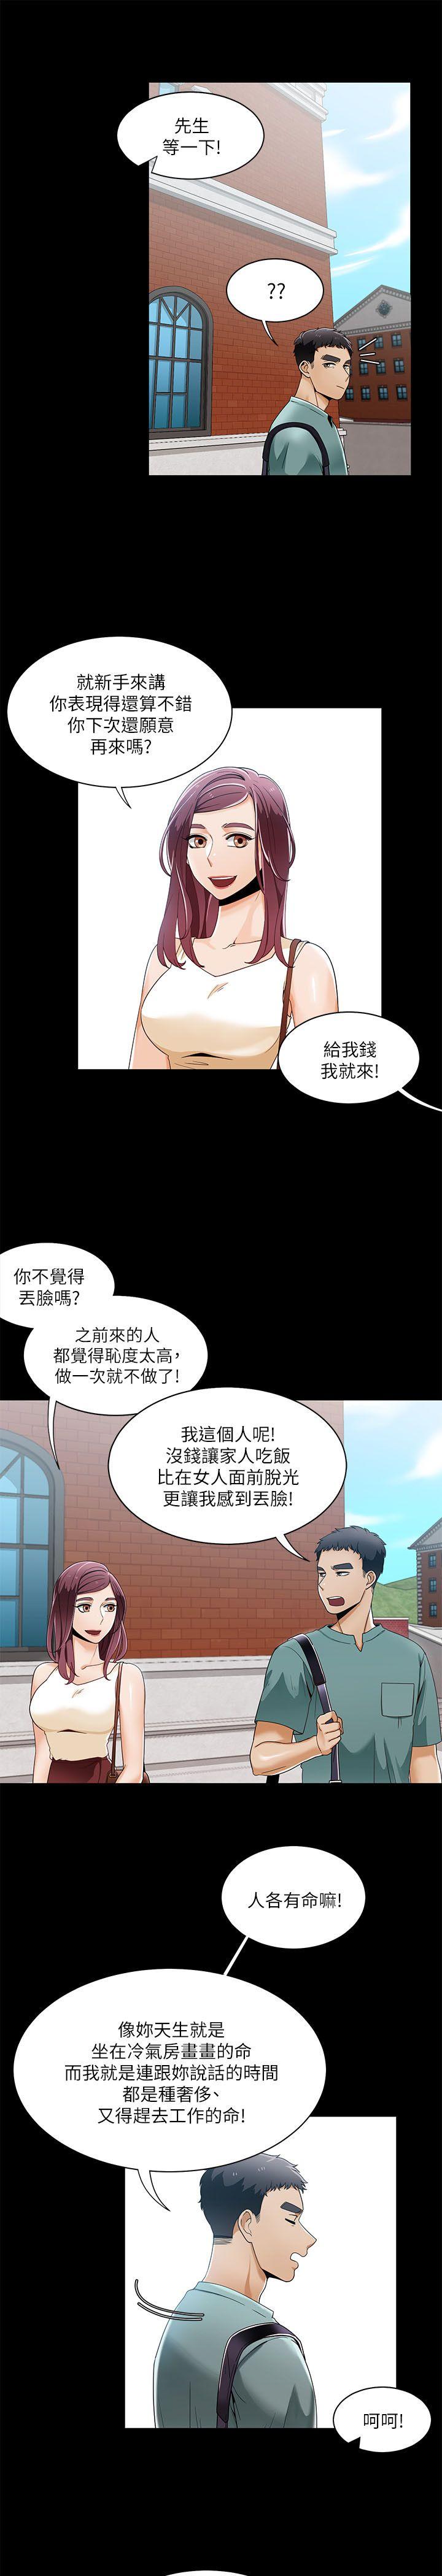 先生
等一下!
??
就新手來講
你表現得還算不錯
你下次還願意
再來嗎?
給我錢
我就來!
你不覺得
丟臉嗎?
之前來的人
都覺得恥度太高,
做一次就不做了!
我這個人呢!
沒錢讓家人吃飯
比在女人面前脫光
更讓我感到丟臉!
人各有命嘛!
像妳天生就是
坐在冷氣房畫畫的命
而我就是連跟妳說話的時間
都是種奢侈、
又得趕去工作的命!
呵呵!